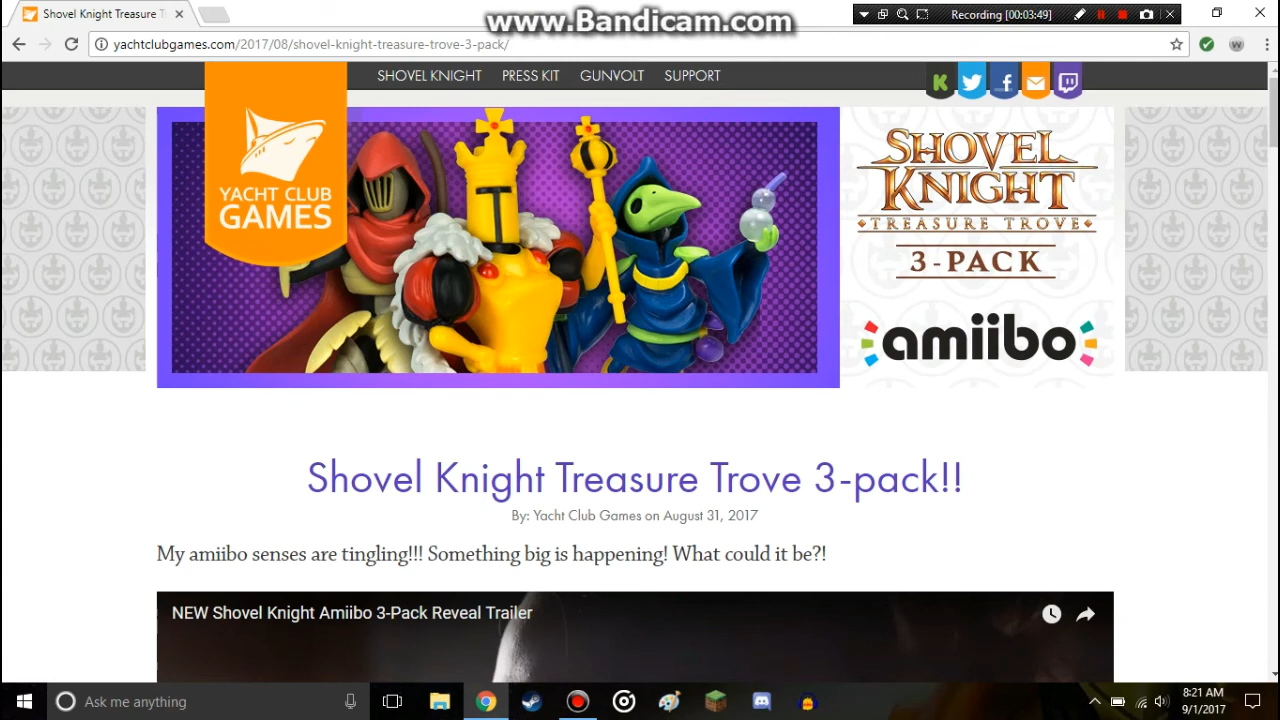 Shovel Knight Treasure T
www.Bandicam.com
Recording [00:03:49]
yachtclubgames.com/2017/08/shovel-knight-treasure-trove-3-pack/
W
SHOVEL KNIGHT PRESS KIT GUNVOLT SUPPORT
K
f
YACHT CLUB
GAMES
SHOVEL
KNIGHT
TREASURE TROVE
3-PACK
amiibo
Shovel Knight Treasure Trove 3-pack!!
By: Yacht Club Games on August 31, 2017
My amiibo senses are tingling!!! Something big is happening! What could it be?!
NEW Shovel Knight Amiibo 3-Pack Reveal Trailer
Ask me anything
8:21 AM
9/1/2017